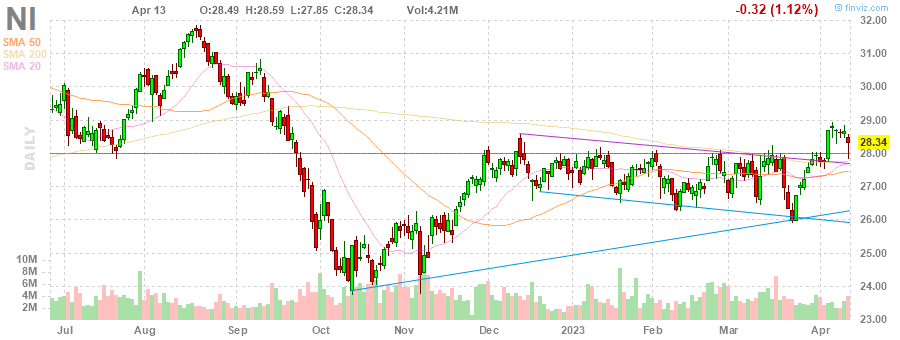 NI Apr 13 O:28.49 H:28.59 L:27.85 C:28.34 Vol:4.21M -0.32 (1.12%) © finviz.com
SMA 50
SMA 200
SMA 20
DAILY
32.00
31.00
30.00
29.00
28.34
28.00
27.00
26.00
25.00
24.00
23.00
10M
8M
6M
4M
2M
Jul Aug Sep Oct Nov Dec 2023 Feb Mar Apr